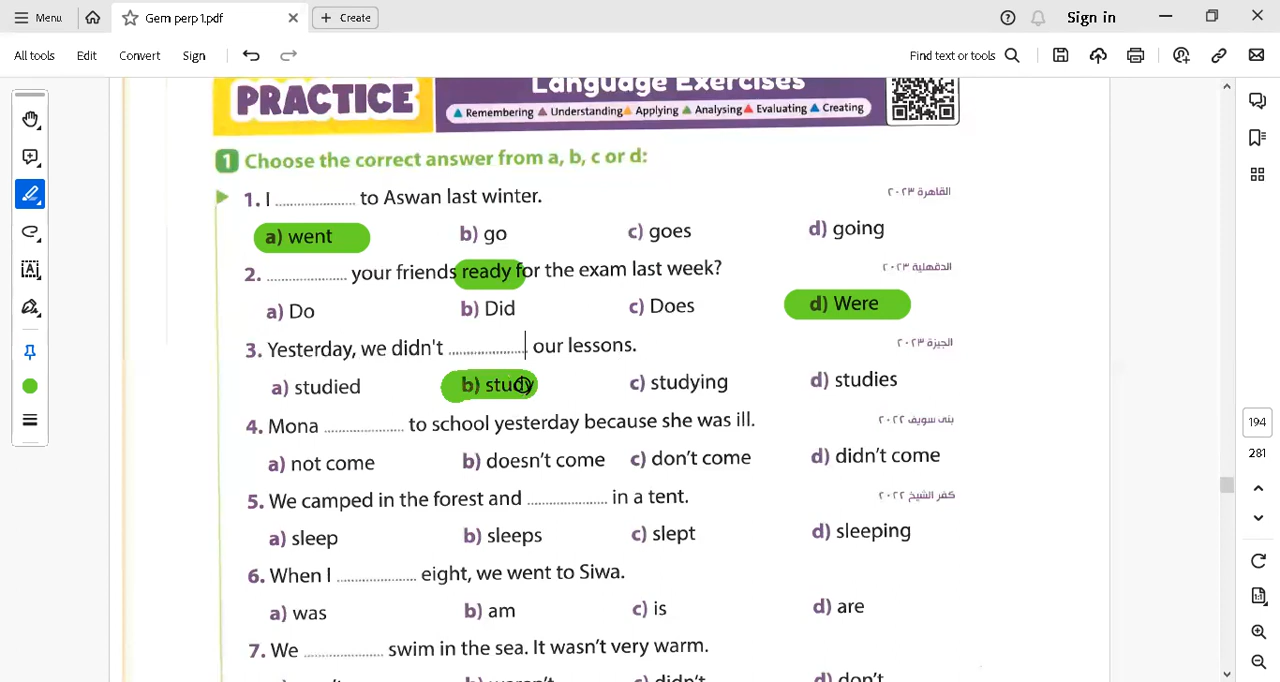 Menu
Gem perp 1.pdf
Create
Sign in
All tools
Edit
Convert
Sign
Find text or tools
PRACTICE
Language Exercises
Remembering Understanding Applying Analysing Evaluating Creating
1 Choose the correct answer from a, b, c or d:
1. I .................. to Aswan last winter.
القاهرة ٢٠٢٣
a) went b) go c) goes d) going
2. .................. your friends ready for the exam last week?
الدقهلية ٢٠٢٣
a) Do b) Did c) Does d) Were
3. Yesterday, we didn't .................. our lessons.
الجيزة ٢٠٢٣
a) studied b) study c) studying d) studies
4. Mona .................. to school yesterday because she was ill.
بنى سويف ٢٠٢٢
a) not come b) doesn't come c) don't come d) didn't come
5. We camped in the forest and .................. in a tent.
كفر الشيخ ٢٠٢٢
a) sleep b) sleeps c) slept d) sleeping
6. When I .................. eight, we went to Siwa.
a) was b) am c) is d) are
7. We .................. swim in the sea. It wasn't very warm.
b) weren't c) didn't d) don't
194
281